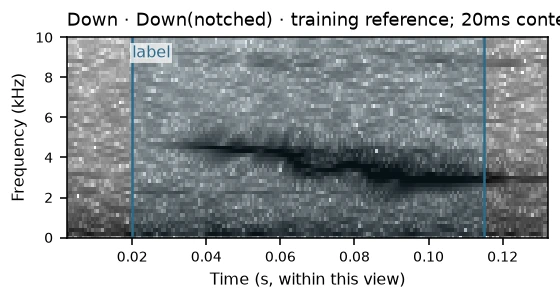 Down · Down(notched) · training reference; 20ms conte
label
Frequency (kHz)
10
8
6
4
2
0
0.02 0.04 0.06 0.08 0.10 0.12
Time (s, within this view)